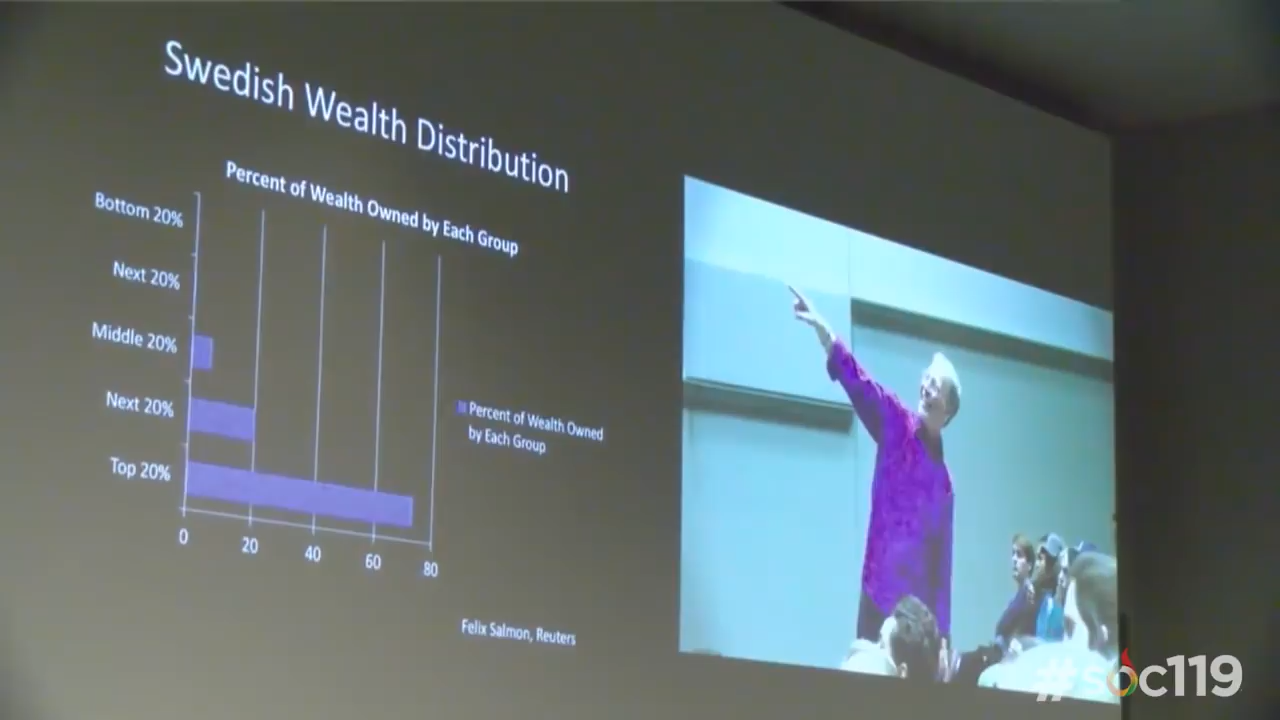 Swedish Wealth Distribution
Percent of Wealth Owned by Each Group
Bottom 20%
Next 20%
Middle 20%
Next 20%
Top 20%
0 20 40 60 80
Percent of Wealth Owned
by Each Group
Felix Salmon, Reuters
#soc119